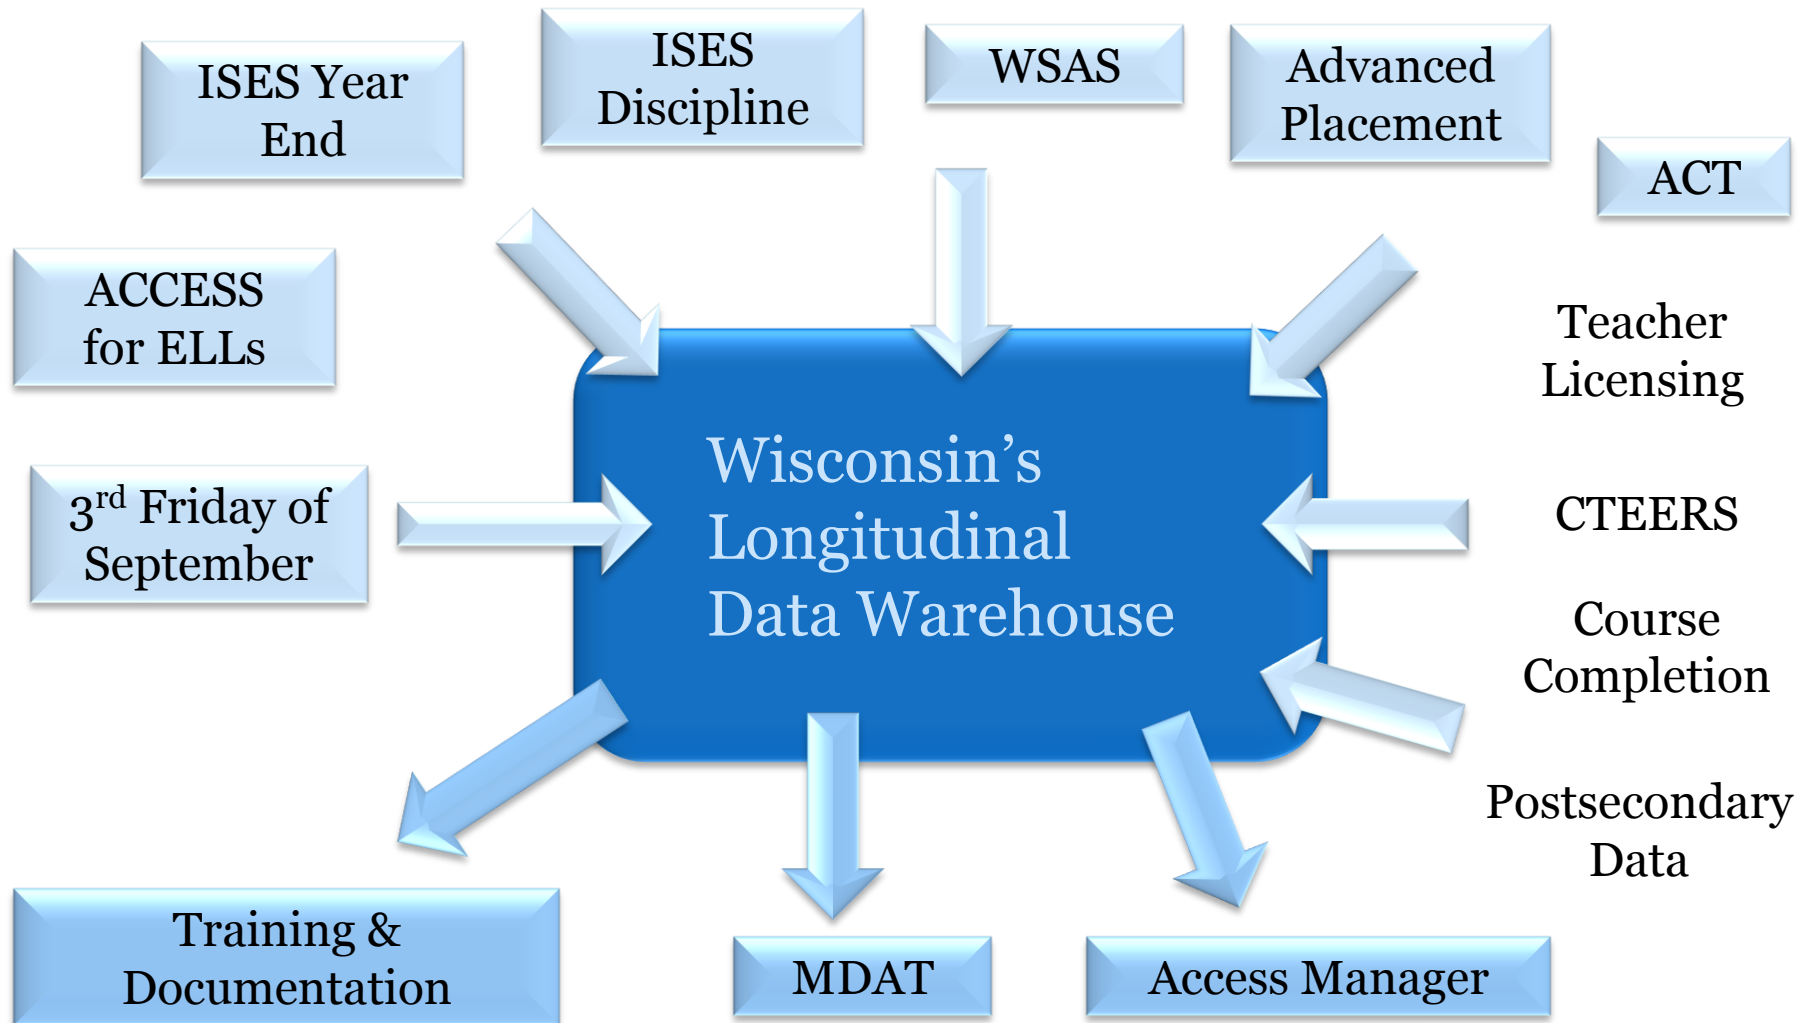 ISES Year
End
ISES
Discipline
WSAS
Advanced
Placement
ACT
ACCESS
for ELLs
Teacher
Licensing
3rd Friday of
September
Wisconsin’s
Longitudinal
Data Warehouse
CTEERS
Course
Completion
Postsecondary
Data
Training &
Documentation
MDAT
Access Manager